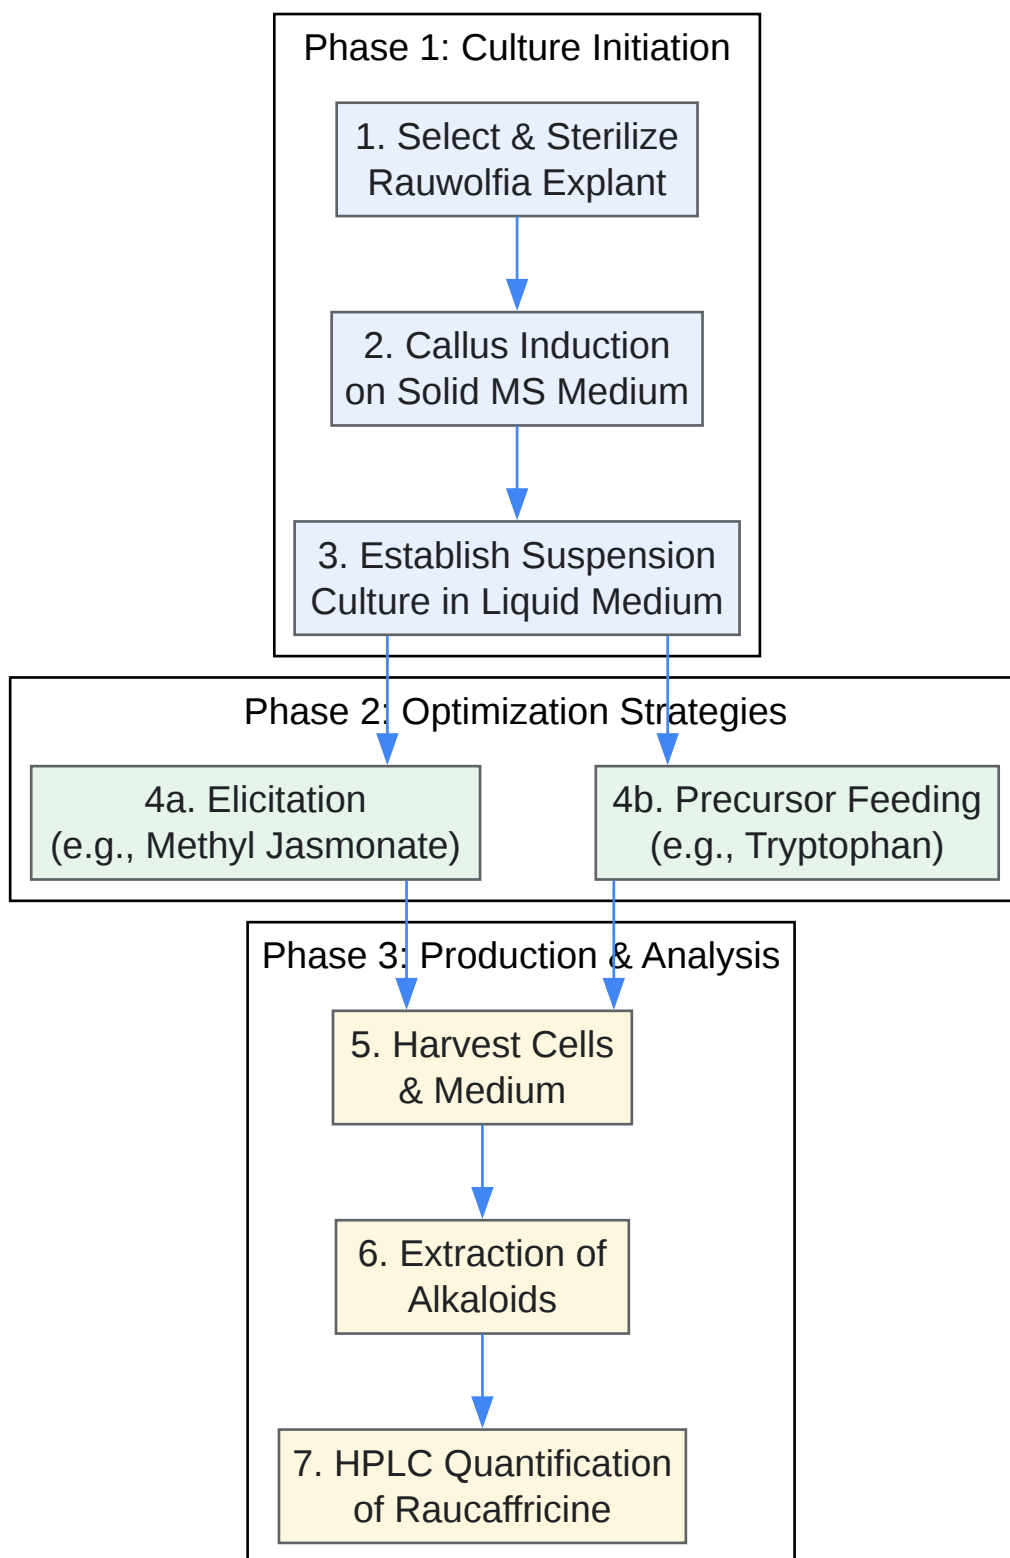 Phase 1: Culture Initiation
1. Select & Sterilize
Rauwolfia Explant
2. Callus Induction
on Solid MS Medium
3. Establish Suspension
Culture in Liquid Medium
Phase 2: Optimization Strategies
4a. Elicitation
(e.g., Methyl Jasmonate)
4b. Precursor Feeding
(e.g., Tryptophan)
Phase 3: Production & Analysis
5. Harvest Cells
& Medium
6. Extraction of
Alkaloids
7. HPLC Quantification
of Raucaffricine